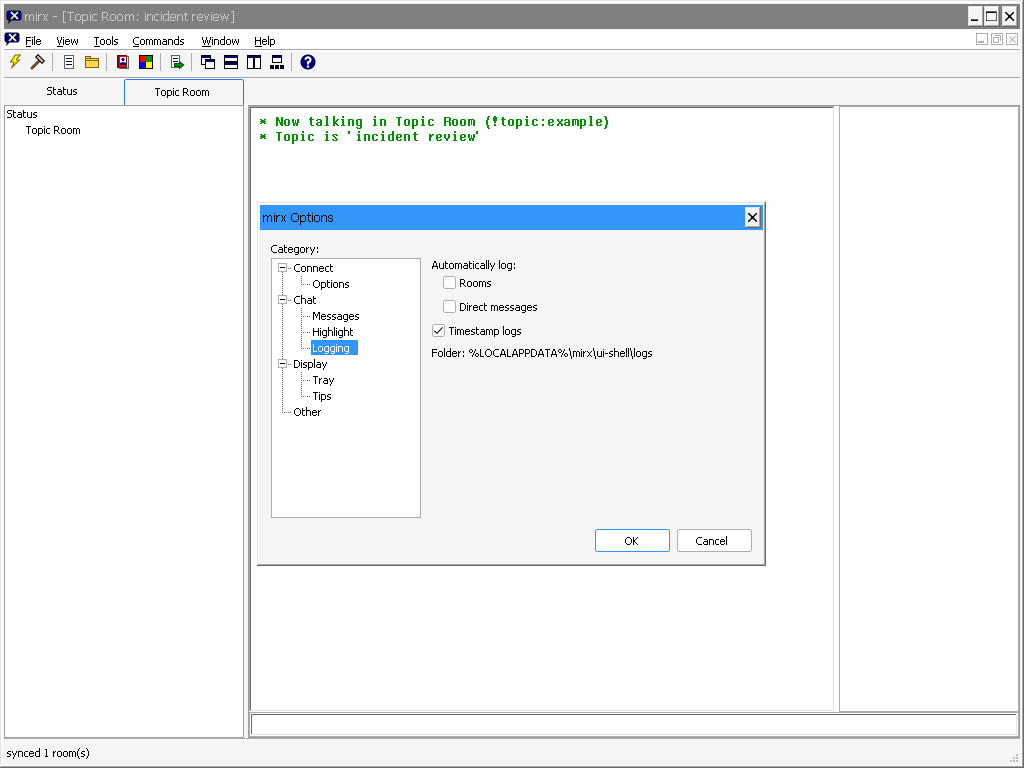 mirx - [Topic Room: incident review]
File View Tools Commands Window Help
Status Topic Room
Status
Topic Room
* Now talking in Topic Room (!topic:example)
* Topic is 'incident review'
mirx Options
Category:
Connect
Options
Chat
Messages
Highlight
Logging
Display
Tray
Tips
Other
Automatically log:
Rooms
Direct messages
Timestamp logs
Folder: %LOCALAPPDATA%\mirx\ui-shell\logs
OK Cancel
synced 1 room(s)